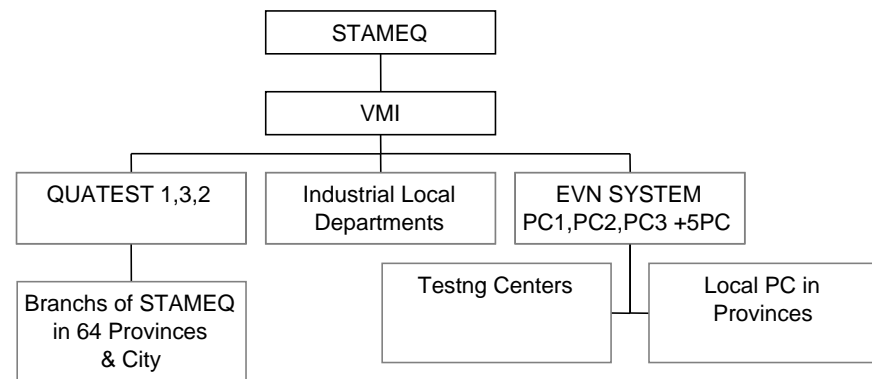 STAMEQ
VMI
QUATEST 1,3,2
Industrial Local
Departments
EVN SYSTEM
PC1,PC2,PC3 +5PC
Branchs of STAMEQ
in 64 Provinces
& City
Testng Centers
Local PC in
Provinces